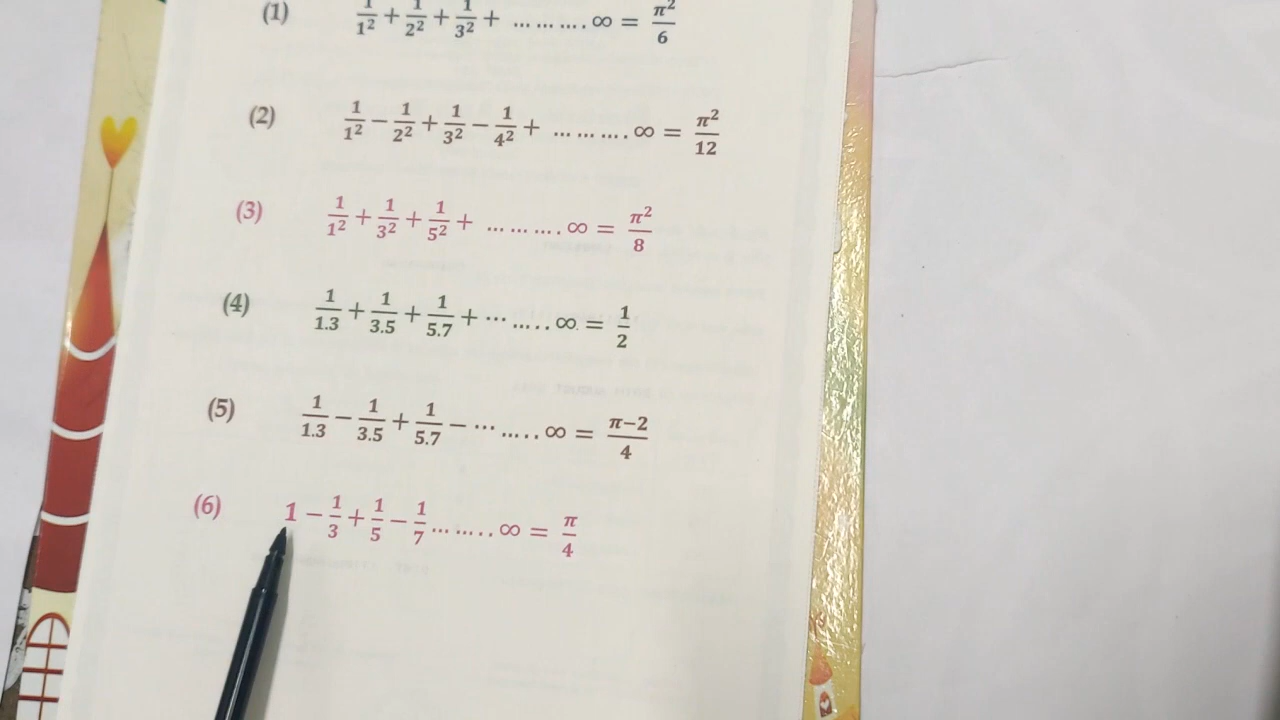 (1) 1/1² + 1/2² + 1/3² + ... ... ... . ∞ = π²/6
(2) 1/1² − 1/2² + 1/3² − 1/4² + ... ... ... . ∞ = π²/12
(3) 1/1² + 1/3² + 1/5² + ... ... ... . ∞ = π²/8
(4) 1/1.3 + 1/3.5 + 1/5.7 + ⋯ ... . . ∞ = 1/2
(5) 1/1.3 − 1/3.5 + 1/5.7 − ⋯ ... . . ∞ = π−2/4
(6) 1 − 1/3 + 1/5 − 1/7 ... ... . . ∞ = π/4